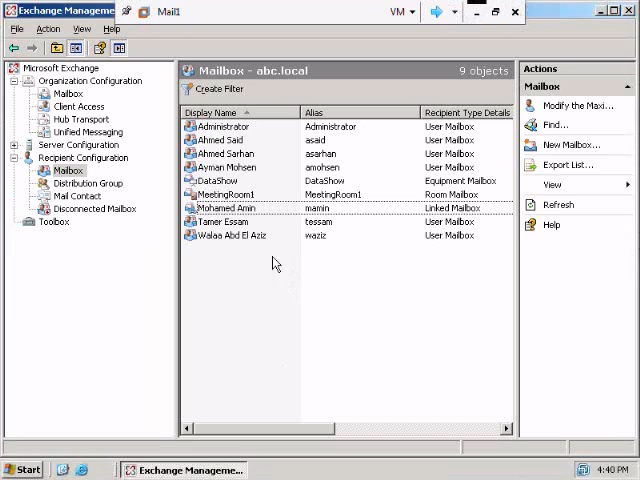 Exchange Management
Mail1
VM
File Action View Help
Microsoft Exchange
Organization Configuration
Mailbox
Client Access
Hub Transport
Unified Messaging
Server Configuration
Recipient Configuration
Mailbox
Distribution Group
Mail Contact
Disconnected Mailbox
Toolbox
Mailbox - abc.local 9 objects
Create Filter
Display Name Alias Recipient Type Details
Administrator Administrator User Mailbox
Ahmed Said asaid User Mailbox
Ahmed Sarhan asarhan User Mailbox
Ayman Mohsen amohsen User Mailbox
DataShow DataShow Equipment Mailbox
MeetingRoom1 MeetingRoom1 Room Mailbox
Mohamed Amin mamin Linked Mailbox
Tamer Essam tessam User Mailbox
Walaa Abd El Aziz waziz User Mailbox
Actions
Mailbox
Modify the Maxi...
Find...
New Mailbox...
Export List...
View
Refresh
Help
Start
Exchange Manageme...
4:40 PM